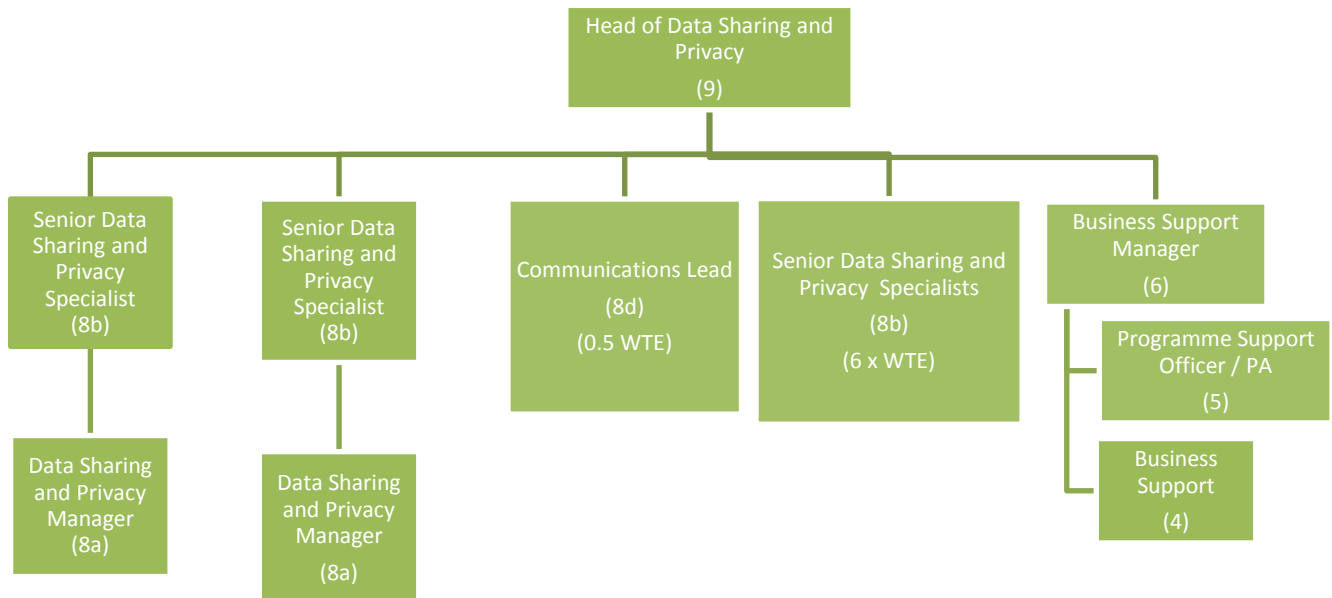 Head of Data Sharing and
Privacy
(9)
Senior Data
Sharing and
Privacy
Specialist
(8b)
Senior Data
Sharing and
Privacy
Specialist
(8b)
Communications Lead
(8d)
(0.5 WTE)
Senior Data Sharing and
Privacy Specialists
(8b)
(6 x WTE)
Business Support
Manager
(6)
Programme Support
Officer / PA
(5)
Business
Support
(4)
Data Sharing
and Privacy
Manager
(8a)
Data Sharing
and Privacy
Manager
(8a)